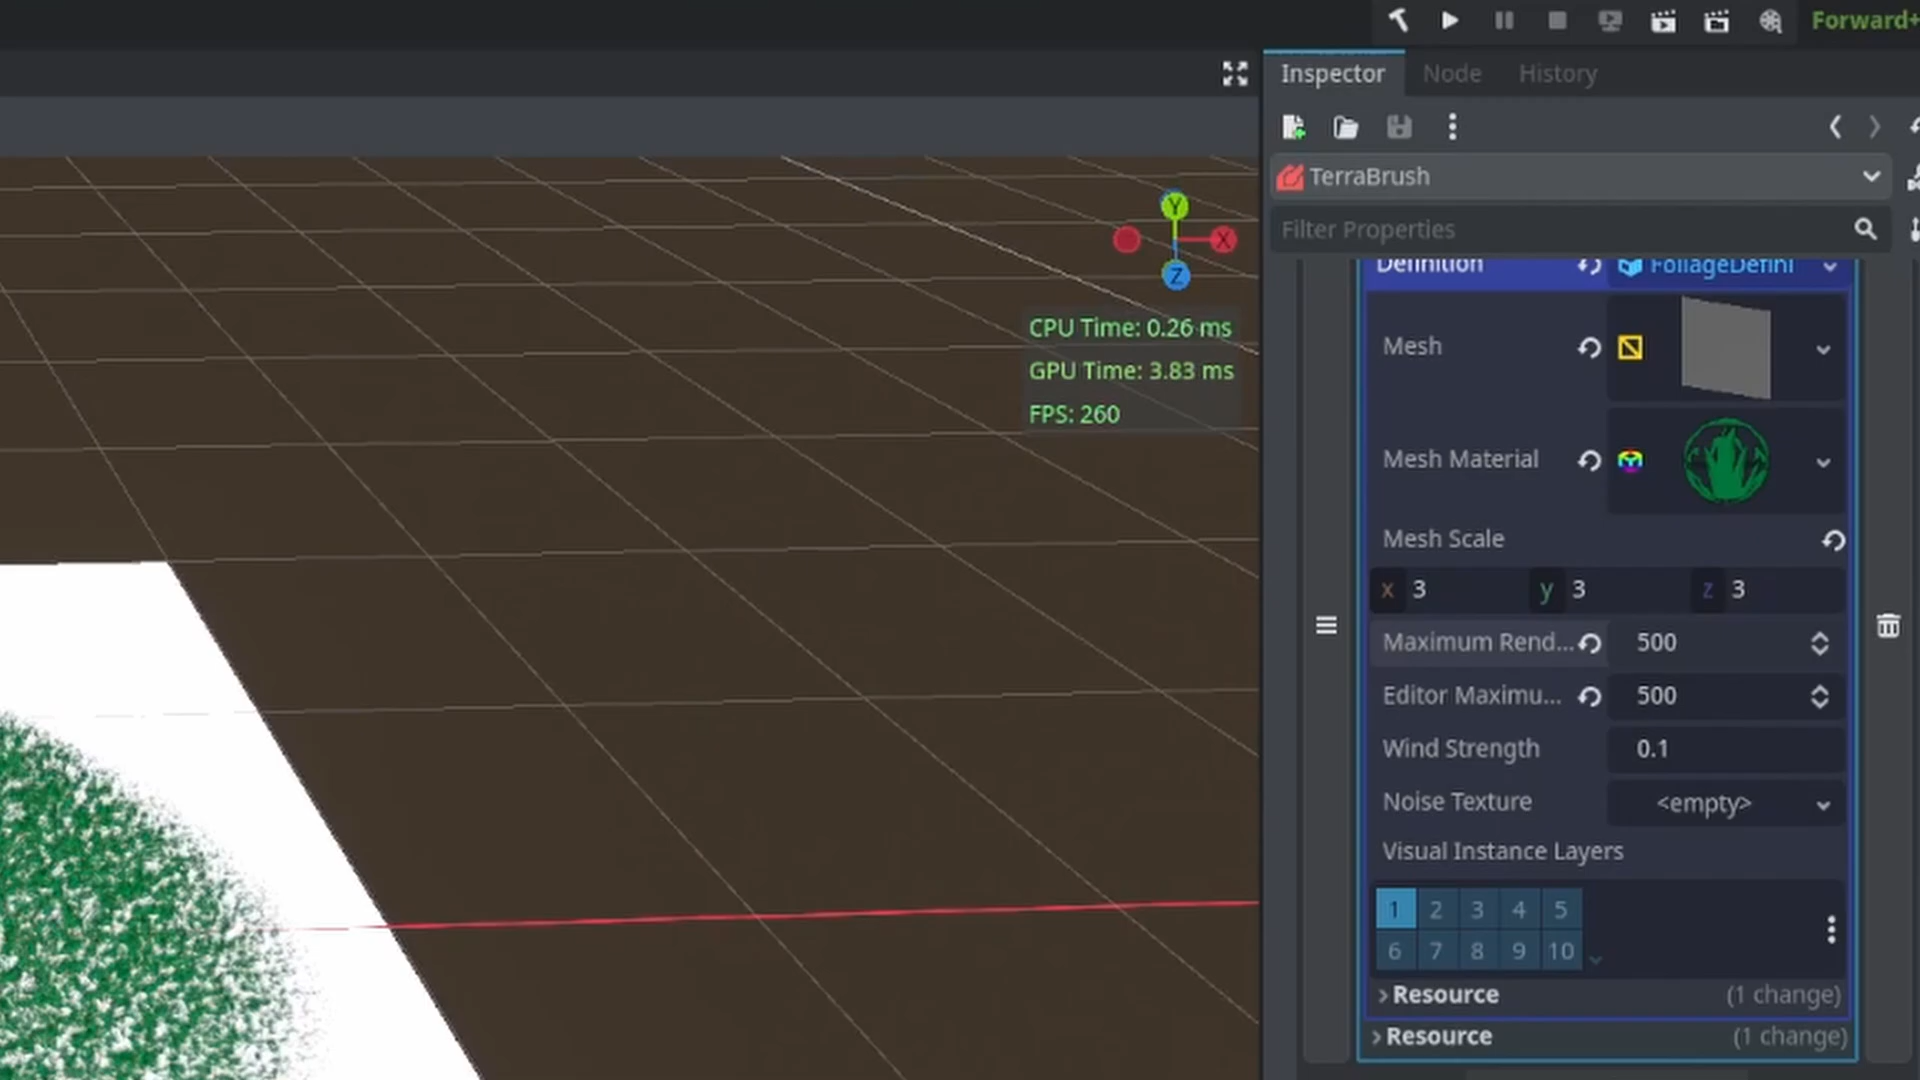 Forward+
Inspector Node History
TerraBrush
Filter Properties
Y
X
Z
CPU Time: 0.26 ms
GPU Time: 3.83 ms
FPS: 260
Definition FoliageDefini
Mesh
Mesh Material
Mesh Scale
x 3 y 3 z 3
Maximum Rend... 500
Editor Maximu... 500
Wind Strength 0.1
Noise Texture <empty>
Visual Instance Layers
1 2 3 4 5
6 7 8 9 10
Resource (1 change)
Resource (1 change)